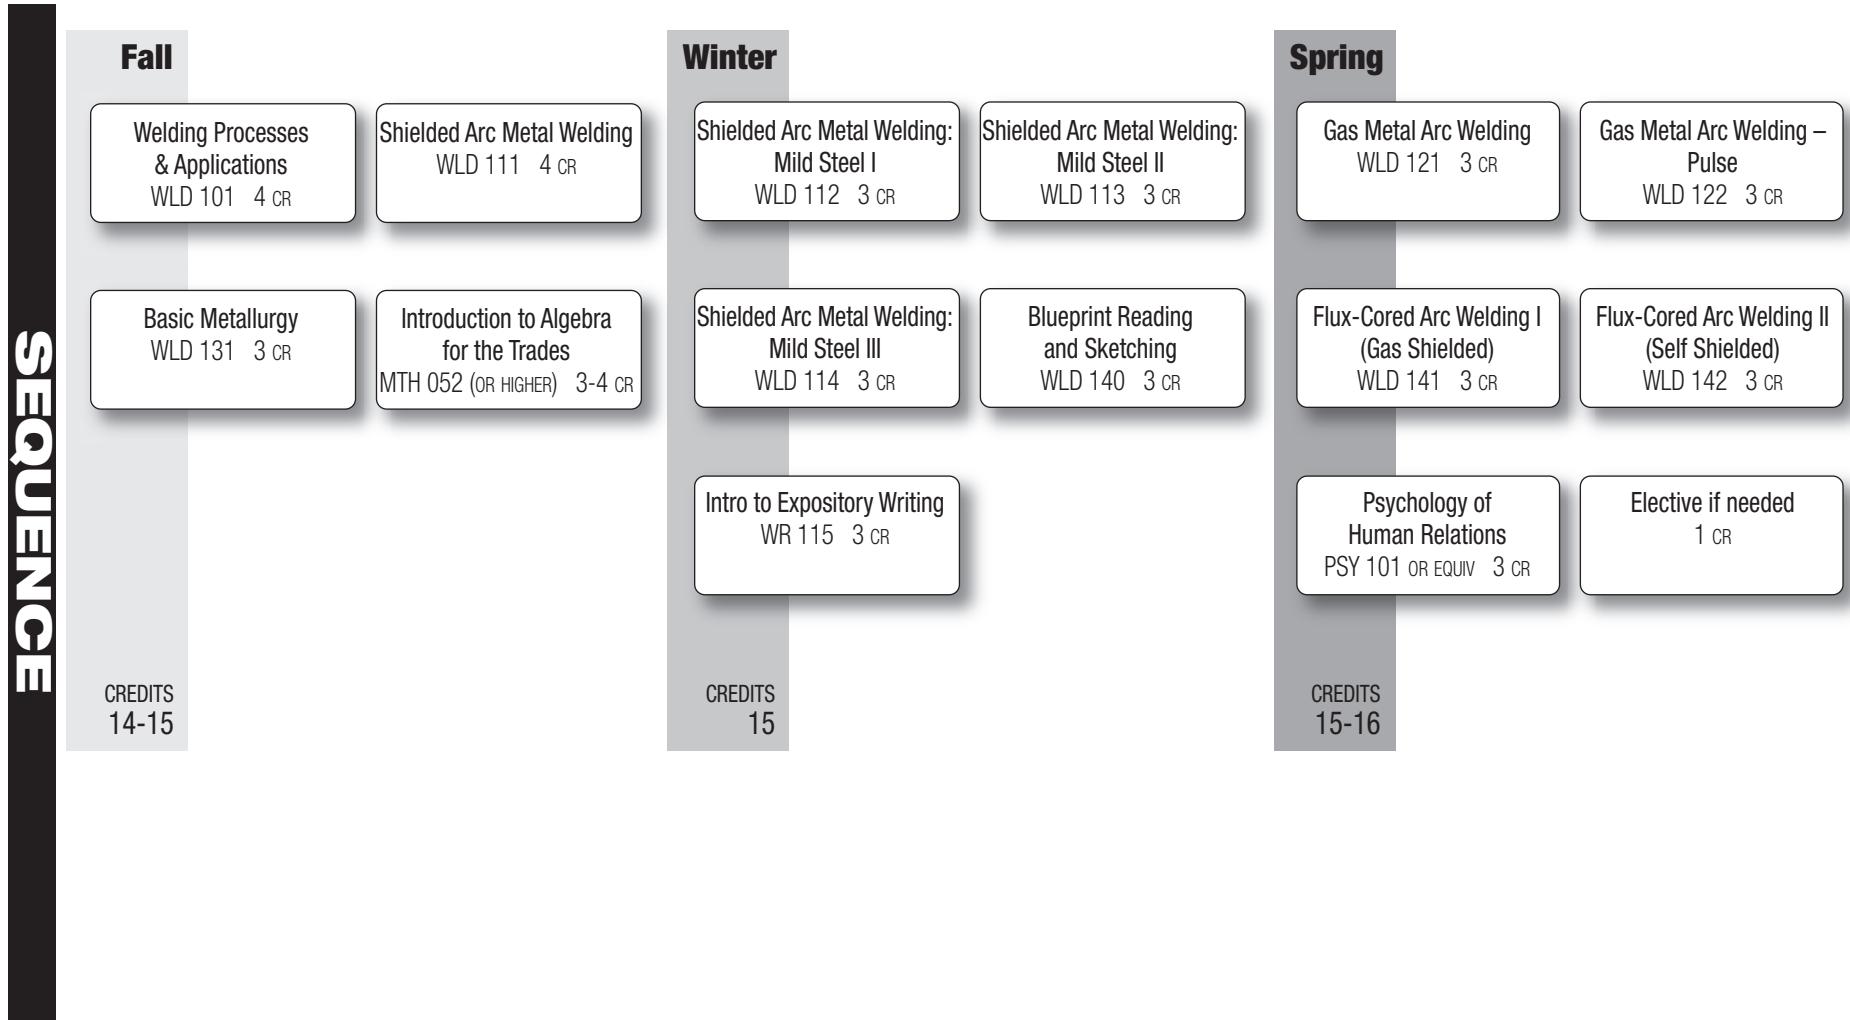 SEQUENCE
Fall
Welding Processes
& Applications
WLD 101 4 CR
Shielded Arc Metal Welding
WLD 111 4 CR
Basic Metallurgy
WLD 131 3 CR
Introduction to Algebra
for the Trades
MTH 052 (OR HIGHER) 3-4 CR
CREDITS
14-15
Winter
Shielded Arc Metal Welding:
Mild Steel I
WLD 112 3 CR
Shielded Arc Metal Welding:
Mild Steel II
WLD 113 3 CR
Shielded Arc Metal Welding:
Mild Steel III
WLD 114 3 CR
Blueprint Reading
and Sketching
WLD 140 3 CR
Intro to Expository Writing
WR 115 3 CR
CREDITS
15
Spring
Gas Metal Arc Welding
WLD 121 3 CR
Gas Metal Arc Welding –
Pulse
WLD 122 3 CR
Flux-Cored Arc Welding I
(Gas Shielded)
WLD 141 3 CR
Flux-Cored Arc Welding II
(Self Shielded)
WLD 142 3 CR
Psychology of
Human Relations
PSY 101 OR EQUIV 3 CR
Elective if needed
1 CR
CREDITS
15-16